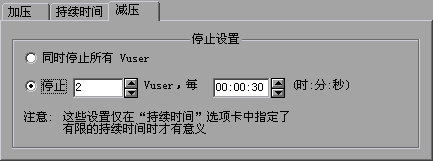 加压 持续时间 减压
停止设置
同时停止所有 Vuser
停止 2 Vuser，每 00:00:30 (时:分:秒)
注意: 这些设置仅在“持续时间”选项卡中指定了
有限的持续时间时才有意义